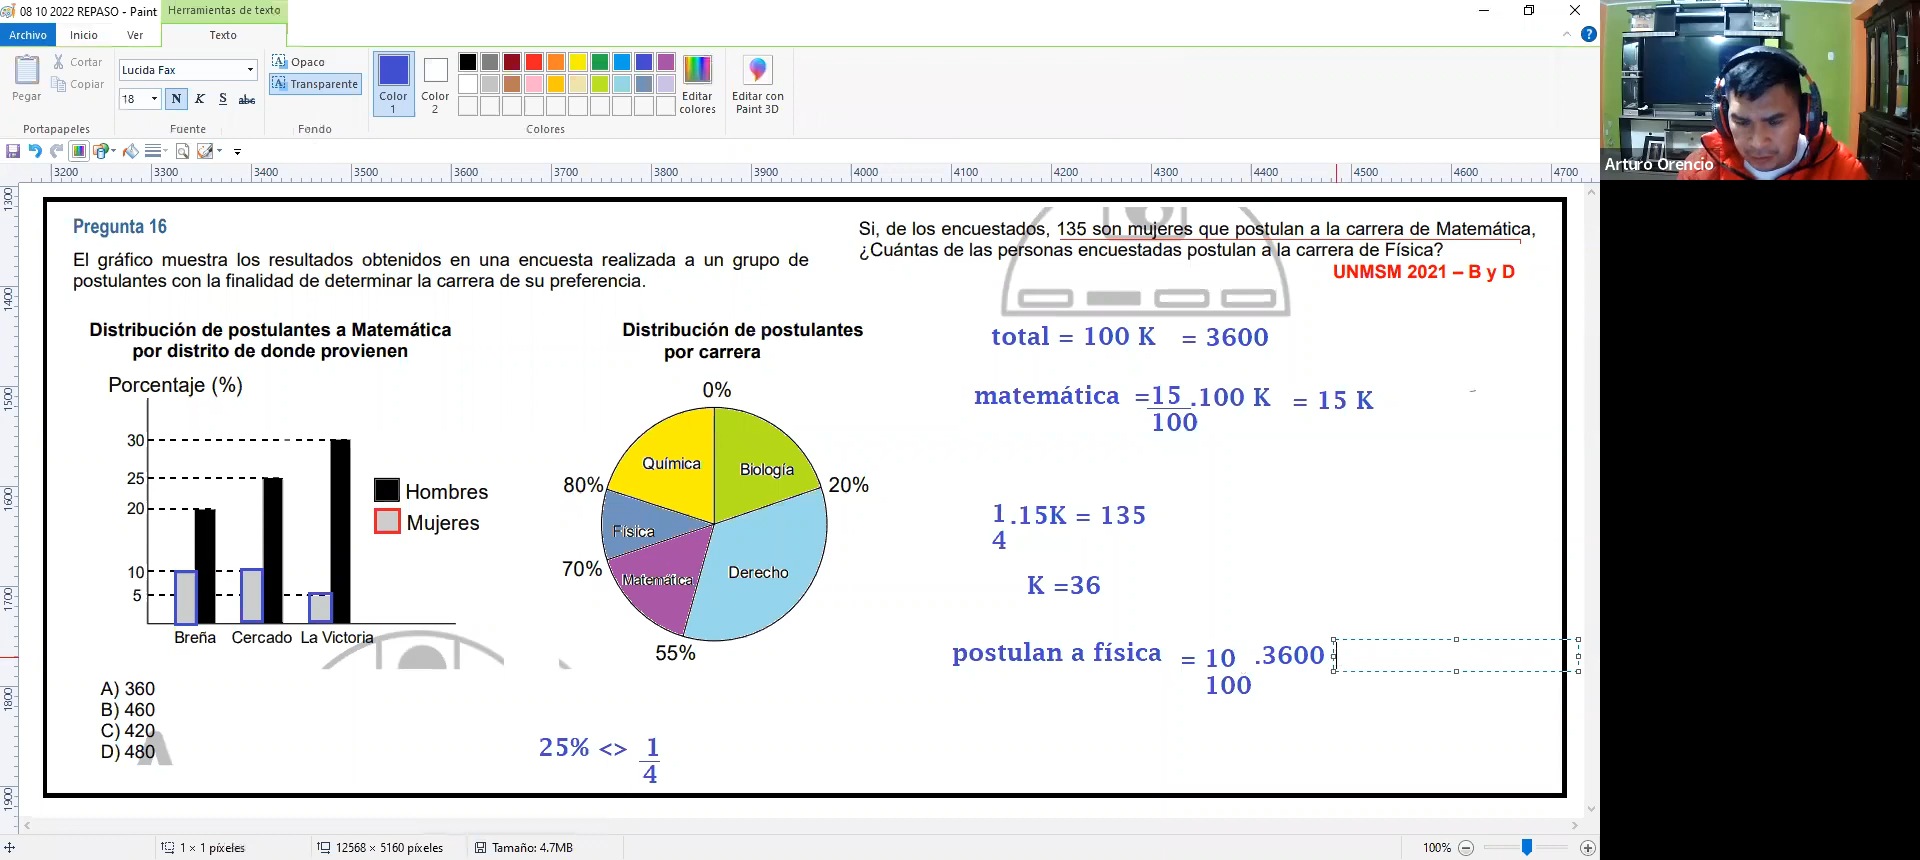 08 10 2022 REPASO - Paint
Herramientas de texto
Archivo
Inicio
Ver
Texto
Pegar
Cortar
Copiar
Portapapeles
Lucida Fax
18
N K S abc
Fuente
Opaco
Transparente
Fondo
Color 1
Color 2
Colores
Editar colores
Editar con Paint 3D
3200 3300 3400 3500 3600 3700 3800 3900 4000 4100 4200 4300 4400 4500 4600 4700
1300
1400
1500
1600
1700
1800
1900
Arturo Orencio
Pregunta 16
El gráfico muestra los resultados obtenidos en una encuesta realizada a un grupo de
postulantes con la finalidad de determinar la carrera de su preferencia.
Distribución de postulantes a Matemática
por distrito de donde provienen
Porcentaje (%)
30
25
20
10
5
Breña Cercado La Victoria
Hombres
Mujeres
Distribución de postulantes
por carrera
0%
20%
55%
70%
80%
Química
Biología
Física
Matemática
Derecho
A) 360
B) 460
C) 420
D) 480
25% <> 1
4
Si, de los encuestados, 135 son mujeres que postulan a la carrera de Matemática,
¿Cuántas de las personas encuestadas postulan a la carrera de Física?
UNMSM 2021 – B y D
total = 100 K = 3600
matemática =15 .100 K = 15 K
100
1 .15K = 135
4
K =36
postulan a física = 10 .3600
100
1 × 1 píxeles
12568 × 5160 píxeles
Tamaño: 4.7MB
100%